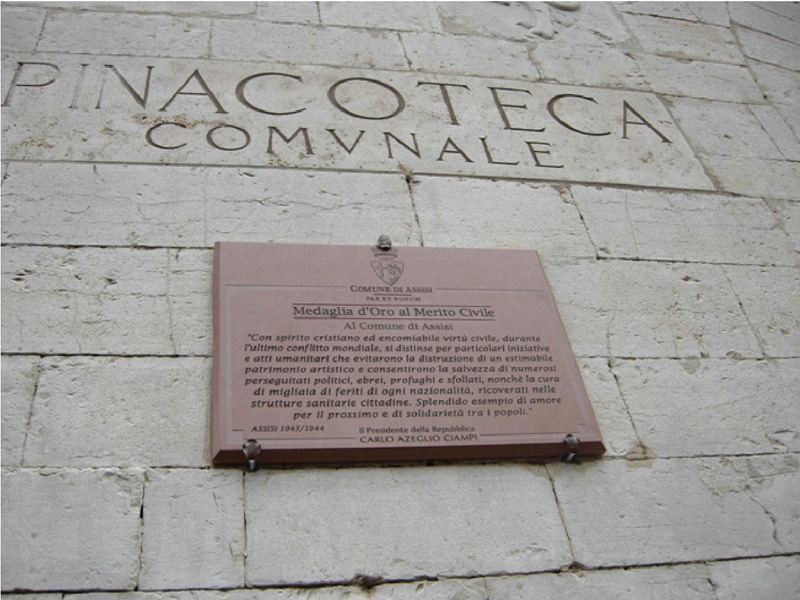 PINACOTECA
COMVNALE
COMUNE DI ASSISI
PAX ET BONUM
Medaglia d'Oro al Merito Civile
Al Comune di Assisi
"Con spirito cristiano ed encomiabile virtù civile, durante
l'ultimo conflitto mondiale, si distinse per particolari iniziative
e atti umanitari che evitarono la distruzione di un estimabile
patrimonio artistico e consentirono la salvezza di numerosi
perseguitati politici, ebrei, profughi e sfollati, nonchè la cura
di migliaia di feriti di ogni nazionalità, ricoverati nelle
strutture sanitarie cittadine. Splendido esempio di amore
per il prossimo e di solidarietà tra i popoli."
ASSISI 1943/1944
Il Presidente della Repubblica
CARLO AZEGLIO CIAMPI